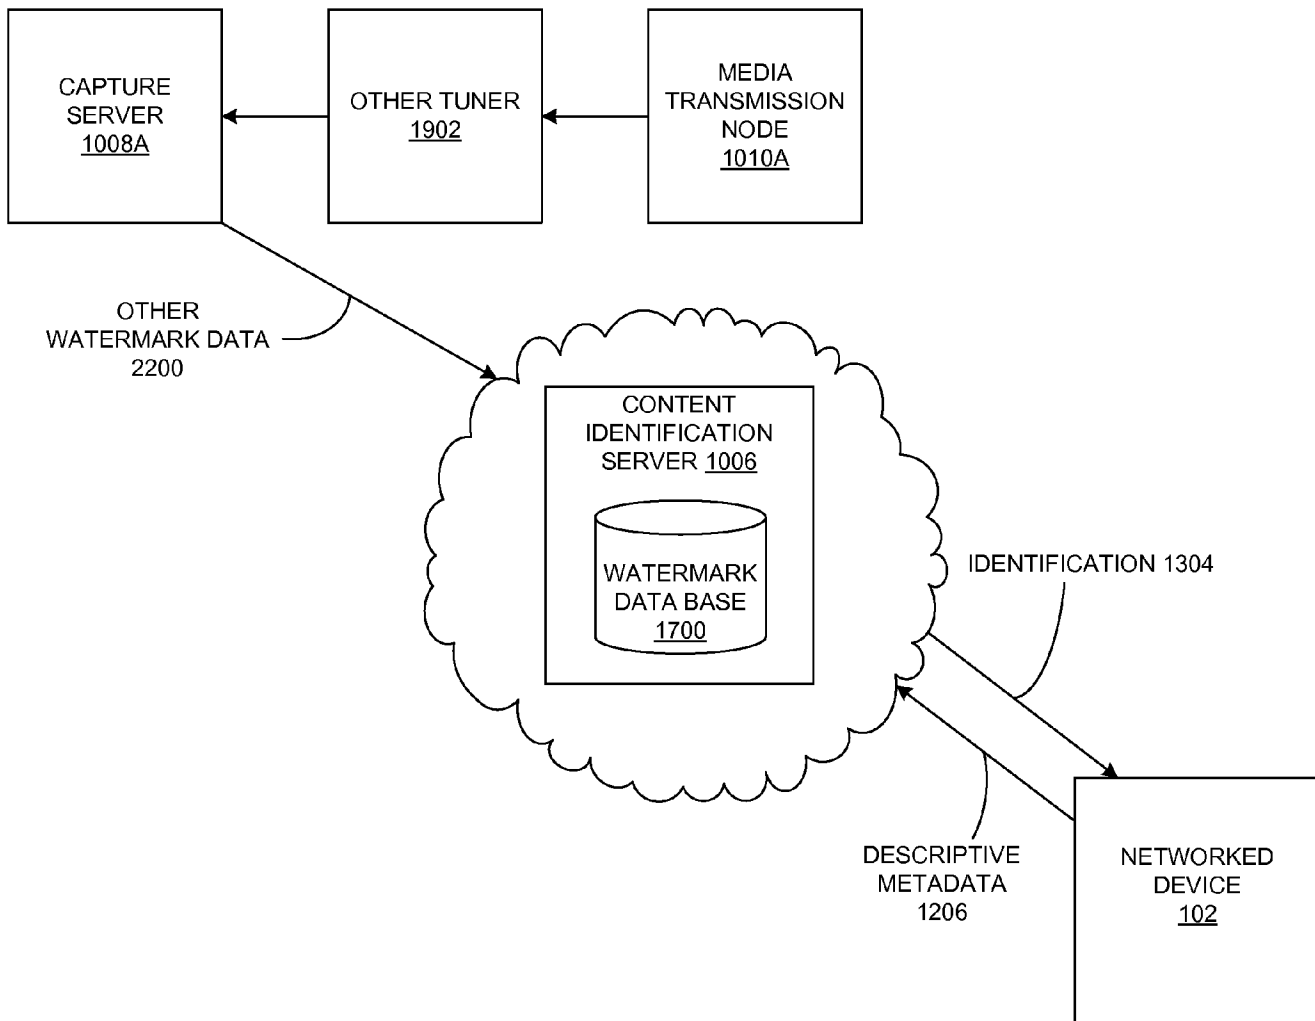 CAPTURE
SERVER
1008A
OTHER TUNER
1902
MEDIA
TRANSMISSION
NODE
1010A
OTHER
WATERMARK DATA
2200
CONTENT
IDENTIFICATION
SERVER 1006
WATERMARK
DATA BASE
1700
IDENTIFICATION 1304
DESCRIPTIVE
METADATA
1206
NETWORKED
DEVICE
102